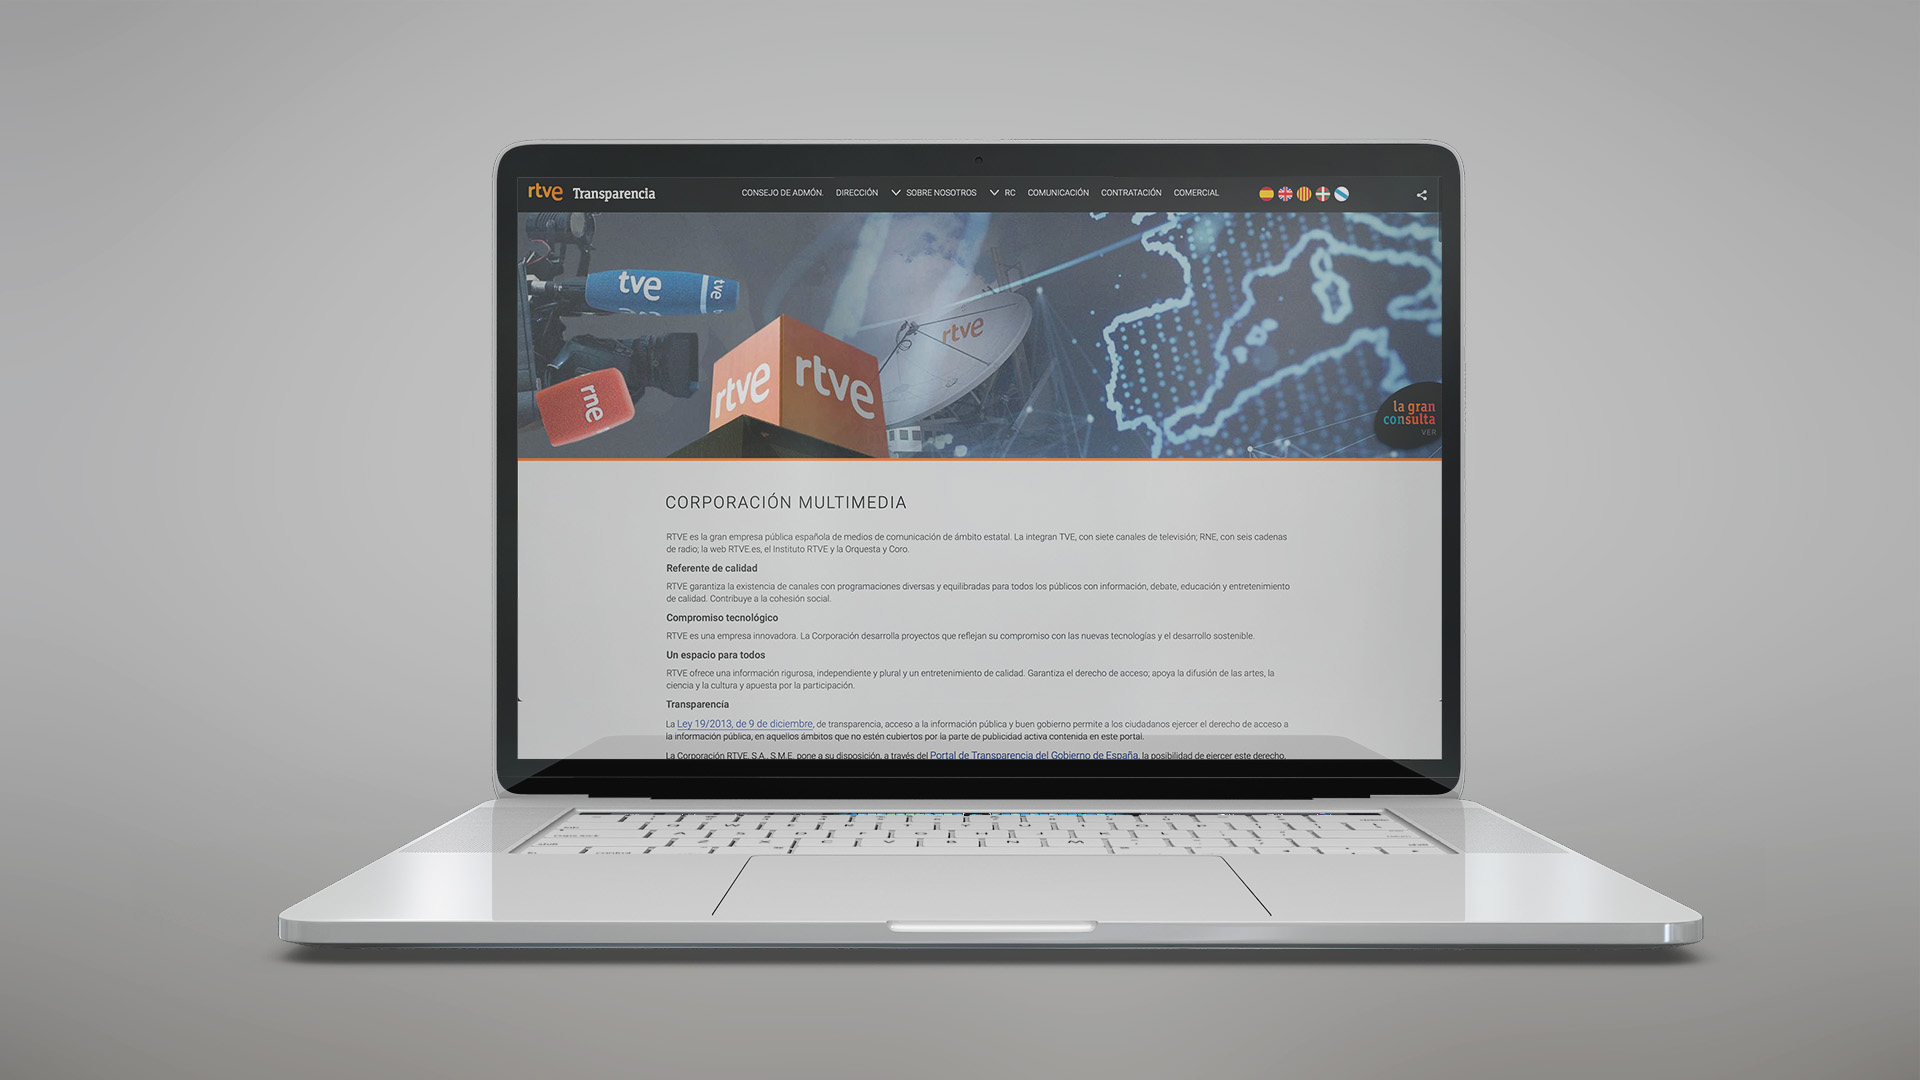 rtve Transparencia
CONSEJO DE ADMÓN. DIRECCIÓN SOBRE NOSOTROS RC COMUNICACIÓN CONTRATACIÓN COMERCIAL
tve
tve
rtve
rne
rtve
rtve
la gran
consulta
VER
CORPORACIÓN MULTIMEDIA
RTVE es la gran empresa pública española de medios de comunicación de ámbito estatal. La integran TVE, con siete canales de televisión; RNE, con seis cadenas
de radio; la web RTVE.es, el Instituto RTVE y la Orquesta y Coro.
Referente de calidad
RTVE garantiza la existencia de canales con programaciones diversas y equilibradas para todos los públicos con información, debate, educación y entretenimiento
de calidad. Contribuye a la cohesión social.
Compromiso tecnológico
RTVE es una empresa innovadora. La Corporación desarrolla proyectos que reflejan su compromiso con las nuevas tecnologías y el desarrollo sostenible.
Un espacio para todos
RTVE ofrece una información rigurosa, independiente y plural y un entretenimiento de calidad. Garantiza el derecho de acceso; apoya la difusión de las artes, la
ciencia y la cultura y apuesta por la participación.
Transparencia
La Ley 19/2013, de 9 de diciembre, de transparencia, acceso a la información pública y buen gobierno permite a los ciudadanos ejercer el derecho de acceso a
la información pública, en aquellos ámbitos que no estén cubiertos por la parte de publicidad activa contenida en este portal.
La Corporación RTVE, S.A., S.M.E. pone a su disposición, a través del Portal de Transparencia del Gobierno de España, la posibilidad de ejercer este derecho.